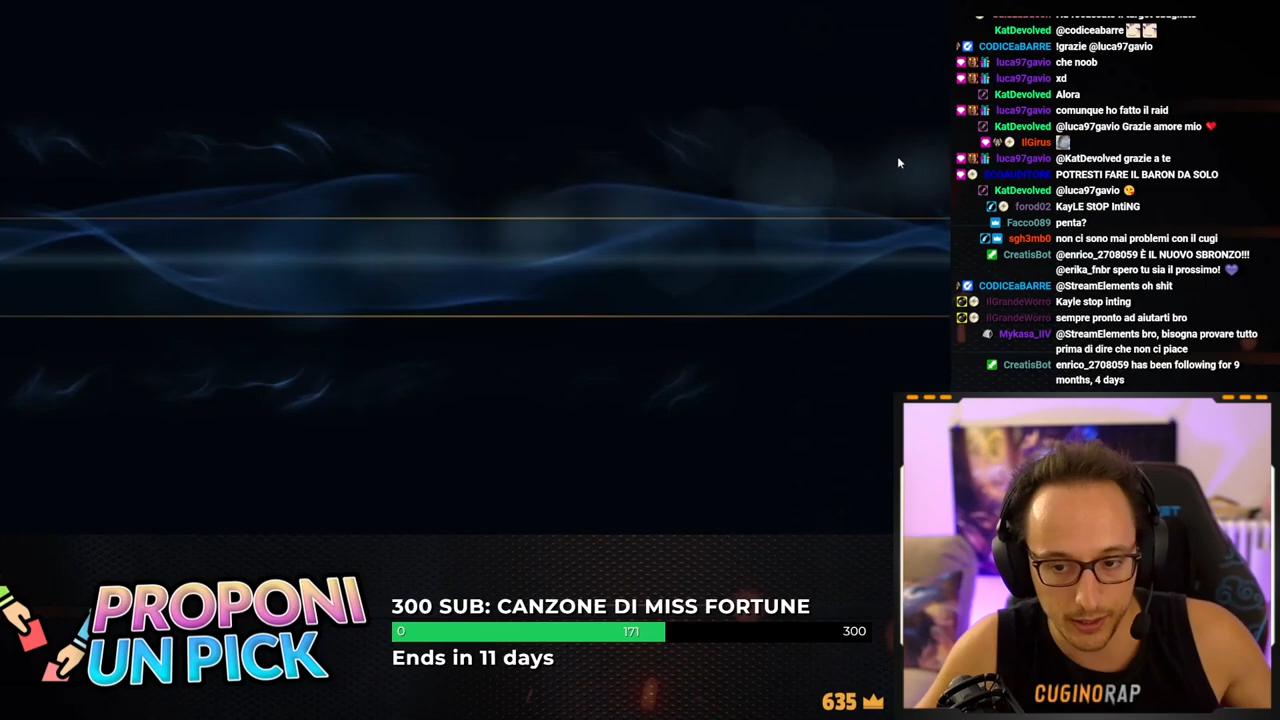 KatDevolved @codiceabarre
CODICEaBARRE !grazie @luca97gavio
luca97gavio che noob
luca97gavio xd
KatDevolved Alora
luca97gavio comunque ho fatto il raid
KatDevolved @luca97gavio Grazie amore mio
IlGirus
luca97gavio @KatDevolved grazie a te
ECOAUDITORE POTRESTI FARE IL BARON DA SOLO
KatDevolved @luca97gavio
forod02 KayLE StOP IntiNG
Facco089 penta?
sgh3mb0 non ci sono mai problemi con il cugi
CreatisBot @enrico_2708059 È IL NUOVO SBRONZO!!!
@erika_fnbr spero tu sia il prossimo!
CODICEaBARRE @StreamElements oh shit
IlGrandeWorro Kayle stop inting
IlGrandeWorro sempre pronto ad aiutarti bro
Mykasa_IIV @StreamElements bro, bisogna provare tutto
prima di dire che non ci piace
CreatisBot enrico_2708059 has been following for 9
months, 4 days
PROPONI
UN PICK
300 SUB: CANZONE DI MISS FORTUNE
0 171 300
Ends in 11 days
635
CUGINORAP